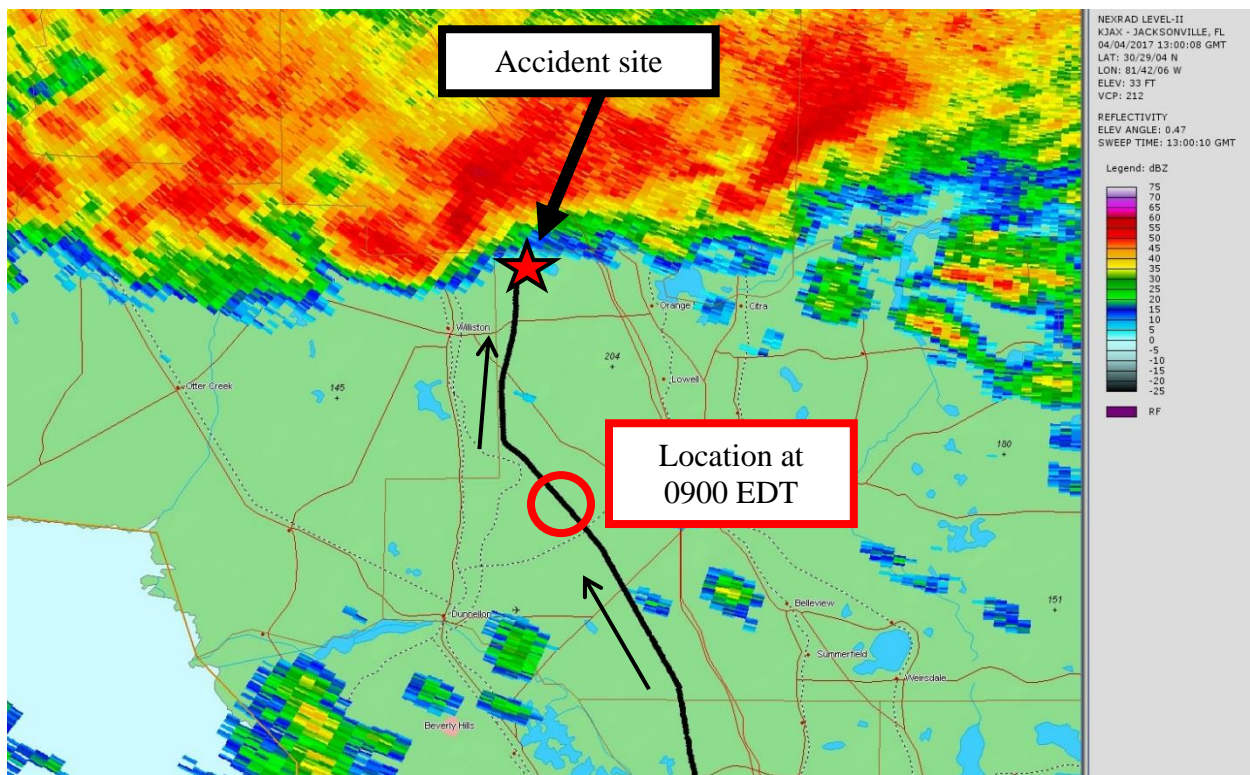 NEXRAD LEVEL-II
KJAX - JACKSONVILLE, FL
04/04/2017 13:00:08 GMT
LAT: 30/29/04 N
LON: 81/42/06 W
ELEV: 33 FT
VCP: 212
REFLECTIVITY
ELEV ANGLE: 0.47
SWEEP TIME: 13:00:10 GMT
Legend: dBZ
75
70
65
60
55
50
45
40
35
30
25
20
15
10
5
0
-5
-10
-15
-20
-25
RF
Accident site
Orange
Citra
Williston
204
Lowell
Otter Creek
145
180
Location at
0900 EDT
Belleview
151
Dunnellon
Summerfield
Weirsdale
Beverly Hills